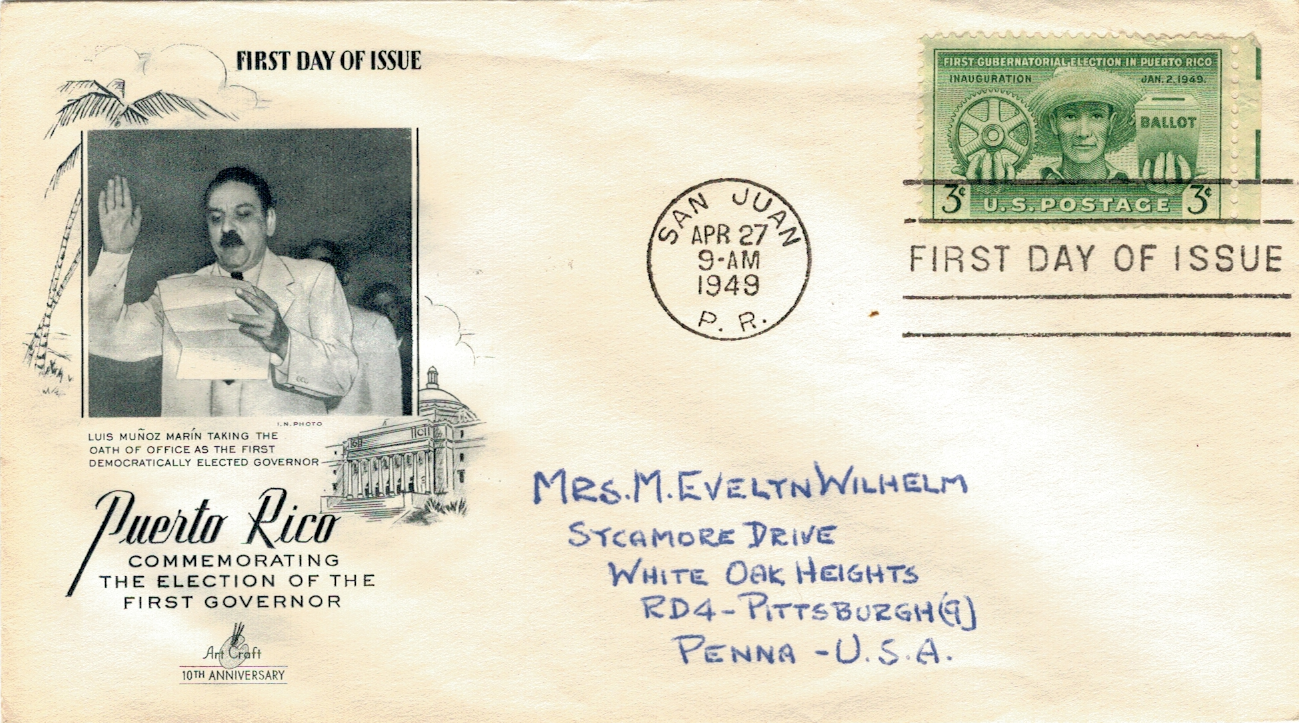 FIRST DAY OF ISSUE
I.N. PHOTO
LUIS MUÑOZ MARÍN TAKING THE
OATH OF OFFICE AS THE FIRST
DEMOCRATICALLY ELECTED GOVERNOR
Puerto Rico
COMMEMORATING
THE ELECTION OF THE
FIRST GOVERNOR
Art Craft
10TH ANNIVERSARY
SAN JUAN
APR 27
9-AM
1949
P. R.
FIRST GUBERNATORIAL ELECTION IN PUERTO RICO
INAUGURATION JAN. 2, 1949.
BALLOT
3¢ U.S. POSTAGE 3¢
FIRST DAY OF ISSUE
MRS. M. EVELYN WILHELM
SYCAMORE DRIVE
WHITE OAK HEIGHTS
RD4-PITTSBURGH (9)
PENNA - U.S.A.